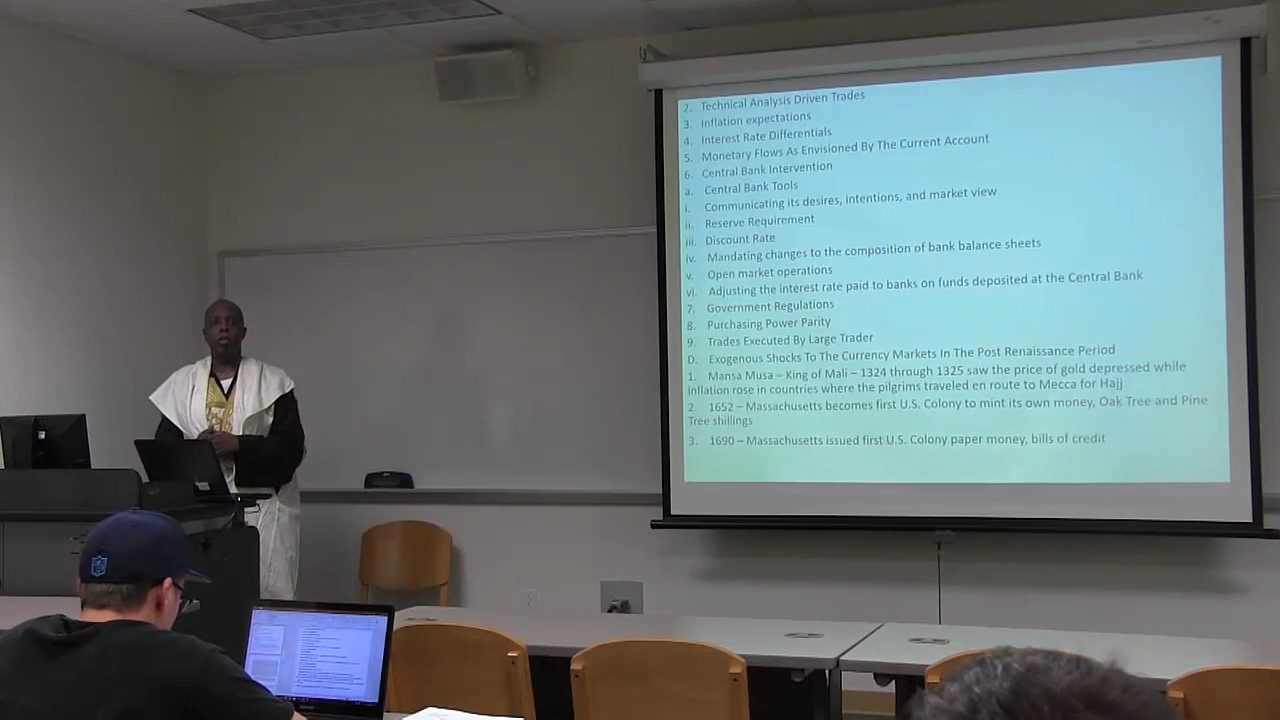 2. Technical Analysis Driven Trades
3. Inflation expectations
4. Interest Rate Differentials
5. Monetary Flows As Envisioned By The Current Account
6. Central Bank Intervention
a. Central Bank Tools
i. Communicating its desires, intentions, and market view
ii. Reserve Requirement
iii. Discount Rate
iv. Mandating changes to the composition of bank balance sheets
v. Open market operations
vi. Adjusting the interest rate paid to banks on funds deposited at the Central Bank
7. Government Regulations
8. Purchasing Power Parity
9. Trades Executed By Large Trader
D. Exogenous Shocks To The Currency Markets In The Post Renaissance Period
1. Mansa Musa – King of Mali – 1324 through 1325 saw the price of gold depressed while
inflation rose in countries where the pilgrims traveled en route to Mecca for Hajj
2. 1652 – Massachusetts becomes first U.S. Colony to mint its own money, Oak Tree and Pine
Tree shillings
3. 1690 – Massachusetts issued first U.S. Colony paper money, bills of credit